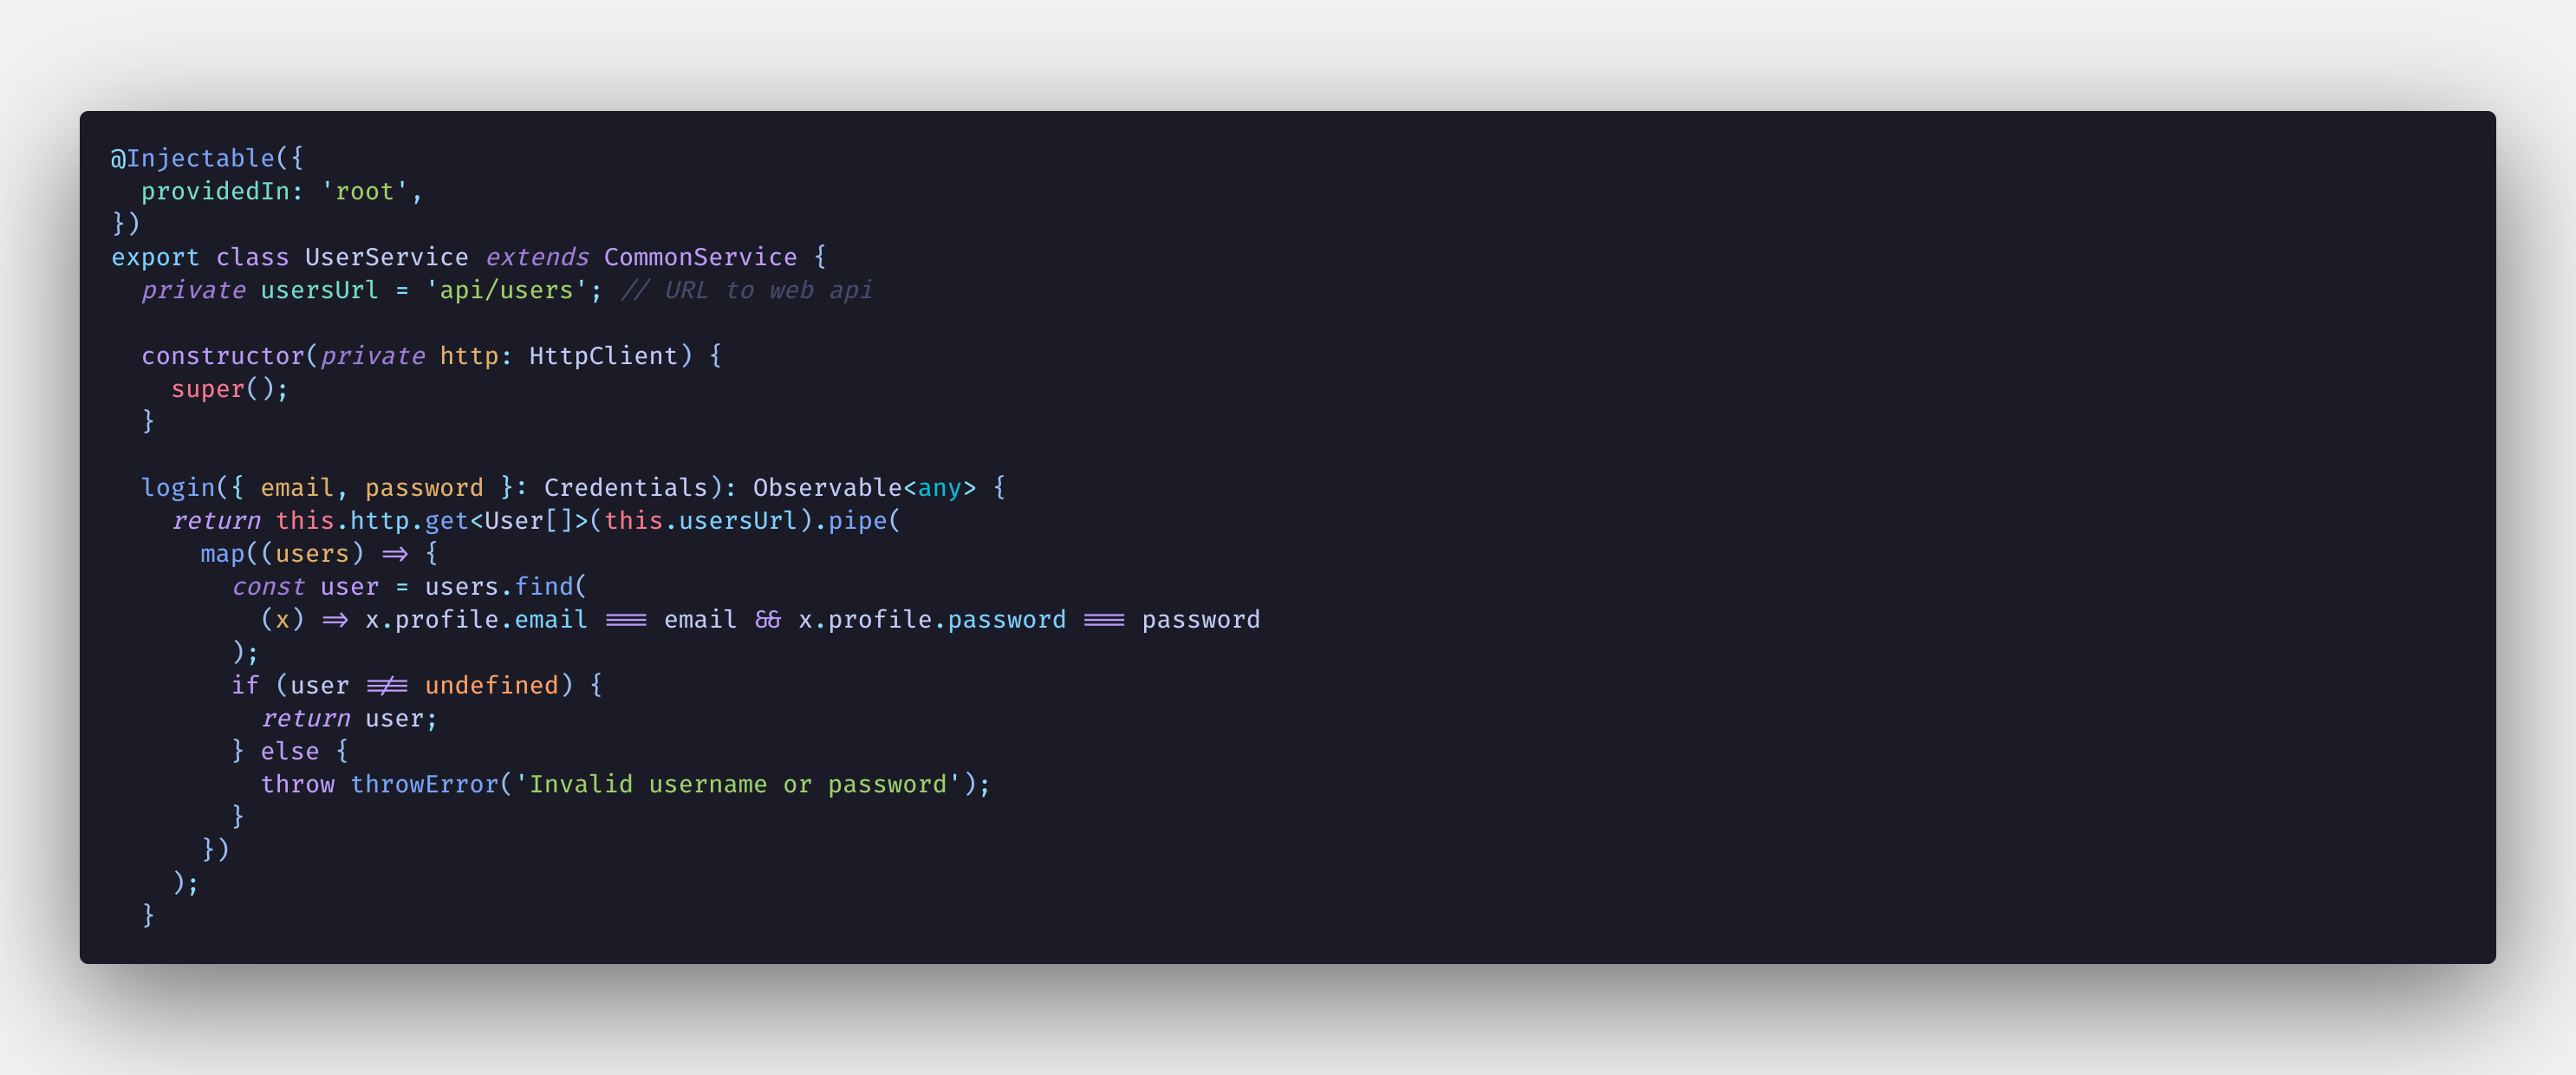 @Injectable({
  providedIn: 'root',
})
export class UserService extends CommonService {
  private usersUrl = 'api/users'; // URL to web api

  constructor(private http: HttpClient) {
    super();
  }

  login({ email, password }: Credentials): Observable<any> {
    return this.http.get<User[]>(this.usersUrl).pipe(
      map((users) => {
        const user = users.find(
          (x) => x.profile.email === email && x.profile.password === password
        );
        if (user !== undefined) {
          return user;
        } else {
          throw throwError('Invalid username or password');
        }
      })
    );
  }